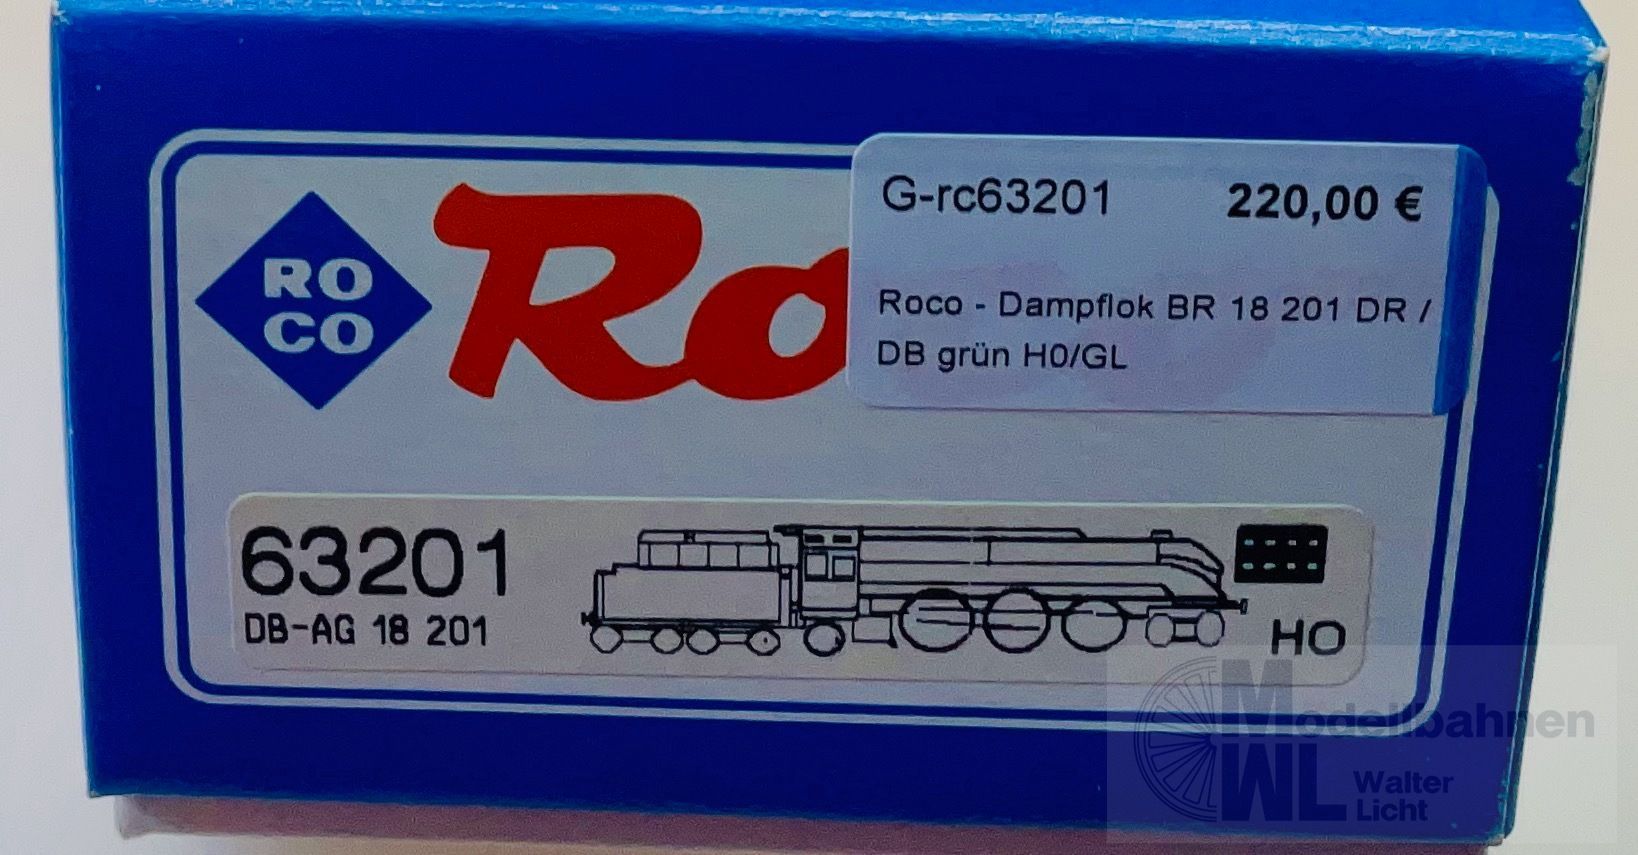 RO
CO
Ro
G-rc63201 220,00 €
Roco - Dampflok BR 18 201 DR /
DB grün H0/GL
63201
DB-AG 18 201
HO
Modellbahnen
WL Walter
Licht